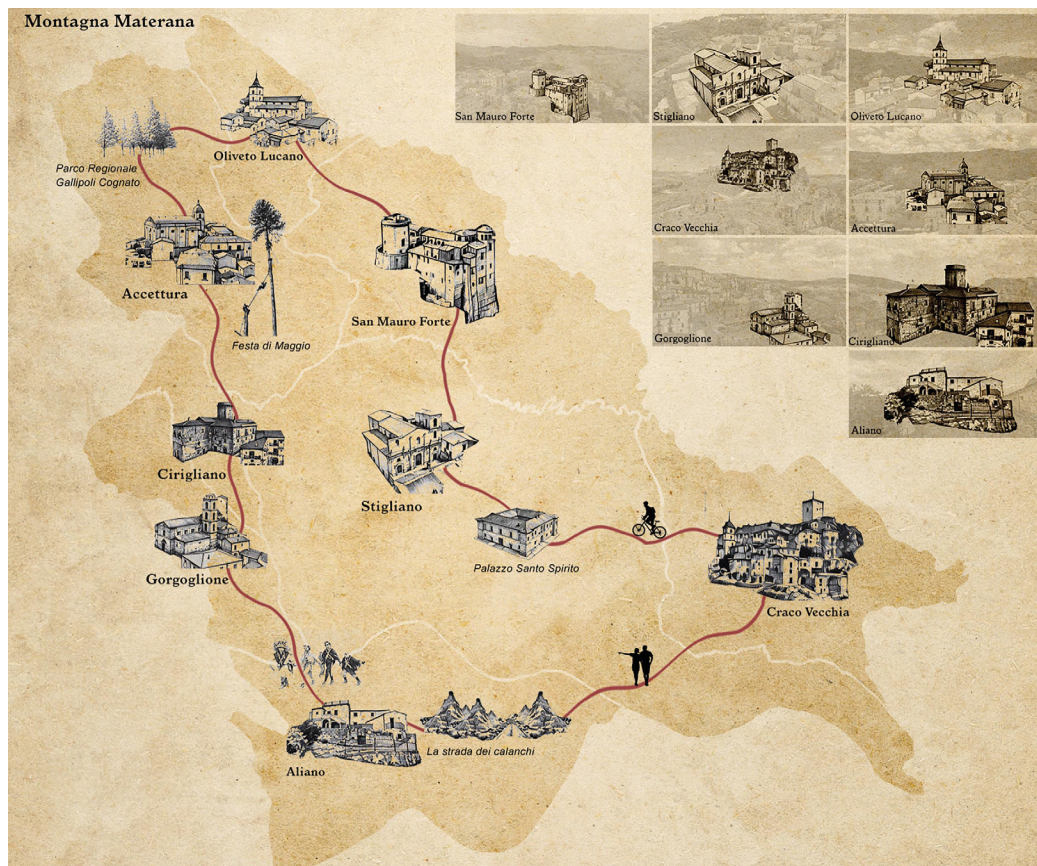 Montagna Materana
San Mauro Forte
Stigliano
Oliveto Lucano
Craco Vecchia
Accettura
Gorgoglione
Cirigliano
Aliano
Oliveto Lucano
Parco Regionale
Gallipoli Cognato
Accettura
Festa di Maggio
San Mauro Forte
Cirigliano
Stigliano
Gorgoglione
Palazzo Santo Spirito
Craco Vecchia
La strada dei calanchi
Aliano